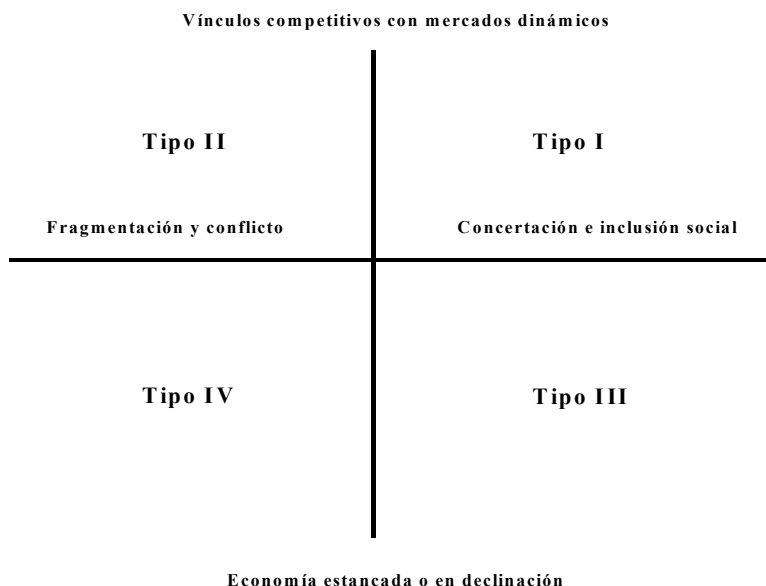 Vínculos competitivos con mercados dinámicos
Tipo II
Tipo I
Fragmentación y conflicto
Concertación e inclusión social
Tipo IV
Tipo III
Economía estancada o en declinación